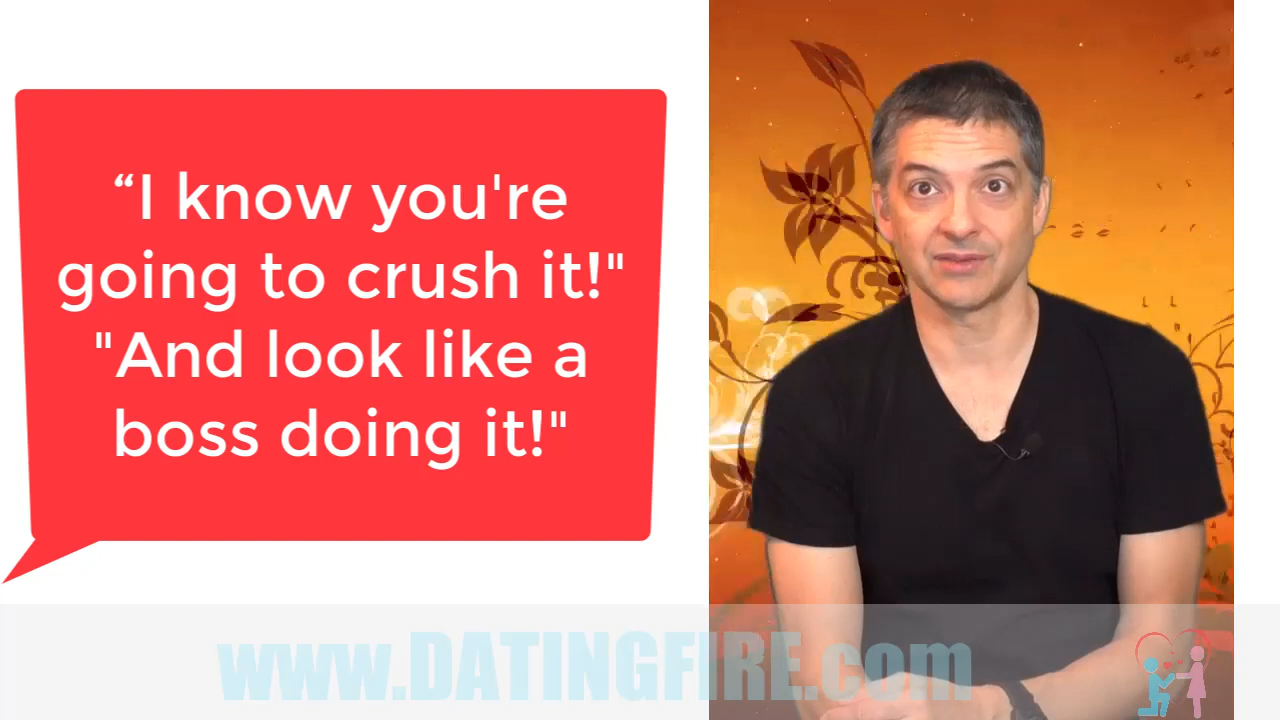 “I know you're
going to crush it!"
"And look like a
boss doing it!"
www.DATINGFIRE.com